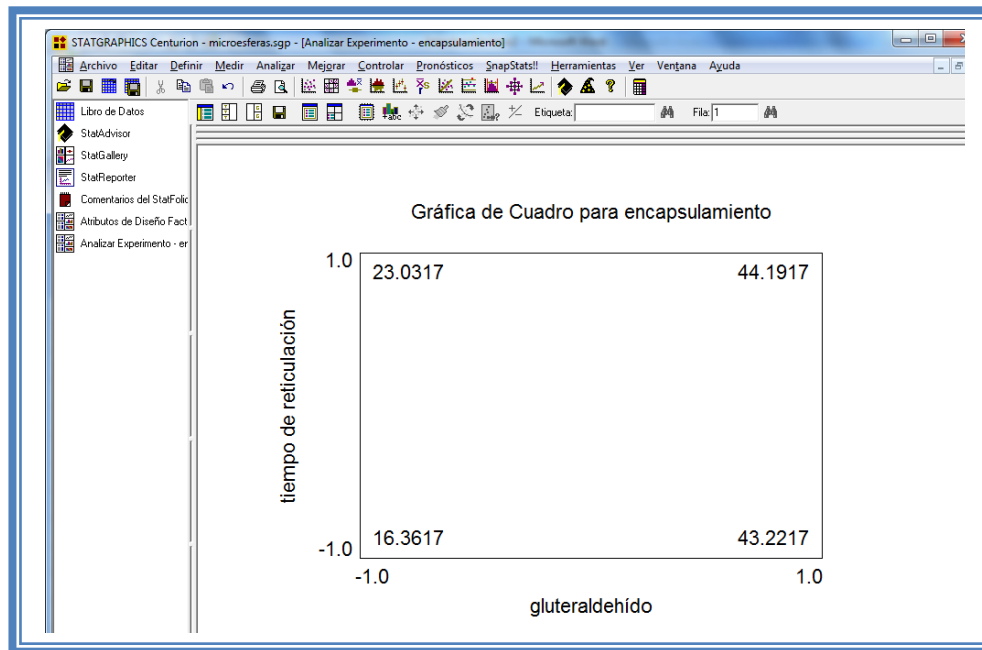 STATGRAPHICS Centurion - microesferas.sgp - [Analizar Experimento - encapsulamiento]
Archivo Editar Definir Medir Analizar Mejorar Controlar Pronósticos SnapStats!! Herramientas Ver Ventana Ayuda
Etiqueta: Fila: 1
Libro de Datos
StatAdvisor
StatGallery
StatReporter
Comentarios del StatFolic
Atributos de Diseño Fact
Analizar Experimento - er
Gráfica de Cuadro para encapsulamiento
1.0
23.0317 44.1917
tiempo de reticulación
16.3617 43.2217
-1.0
-1.0 1.0
gluteraldehído